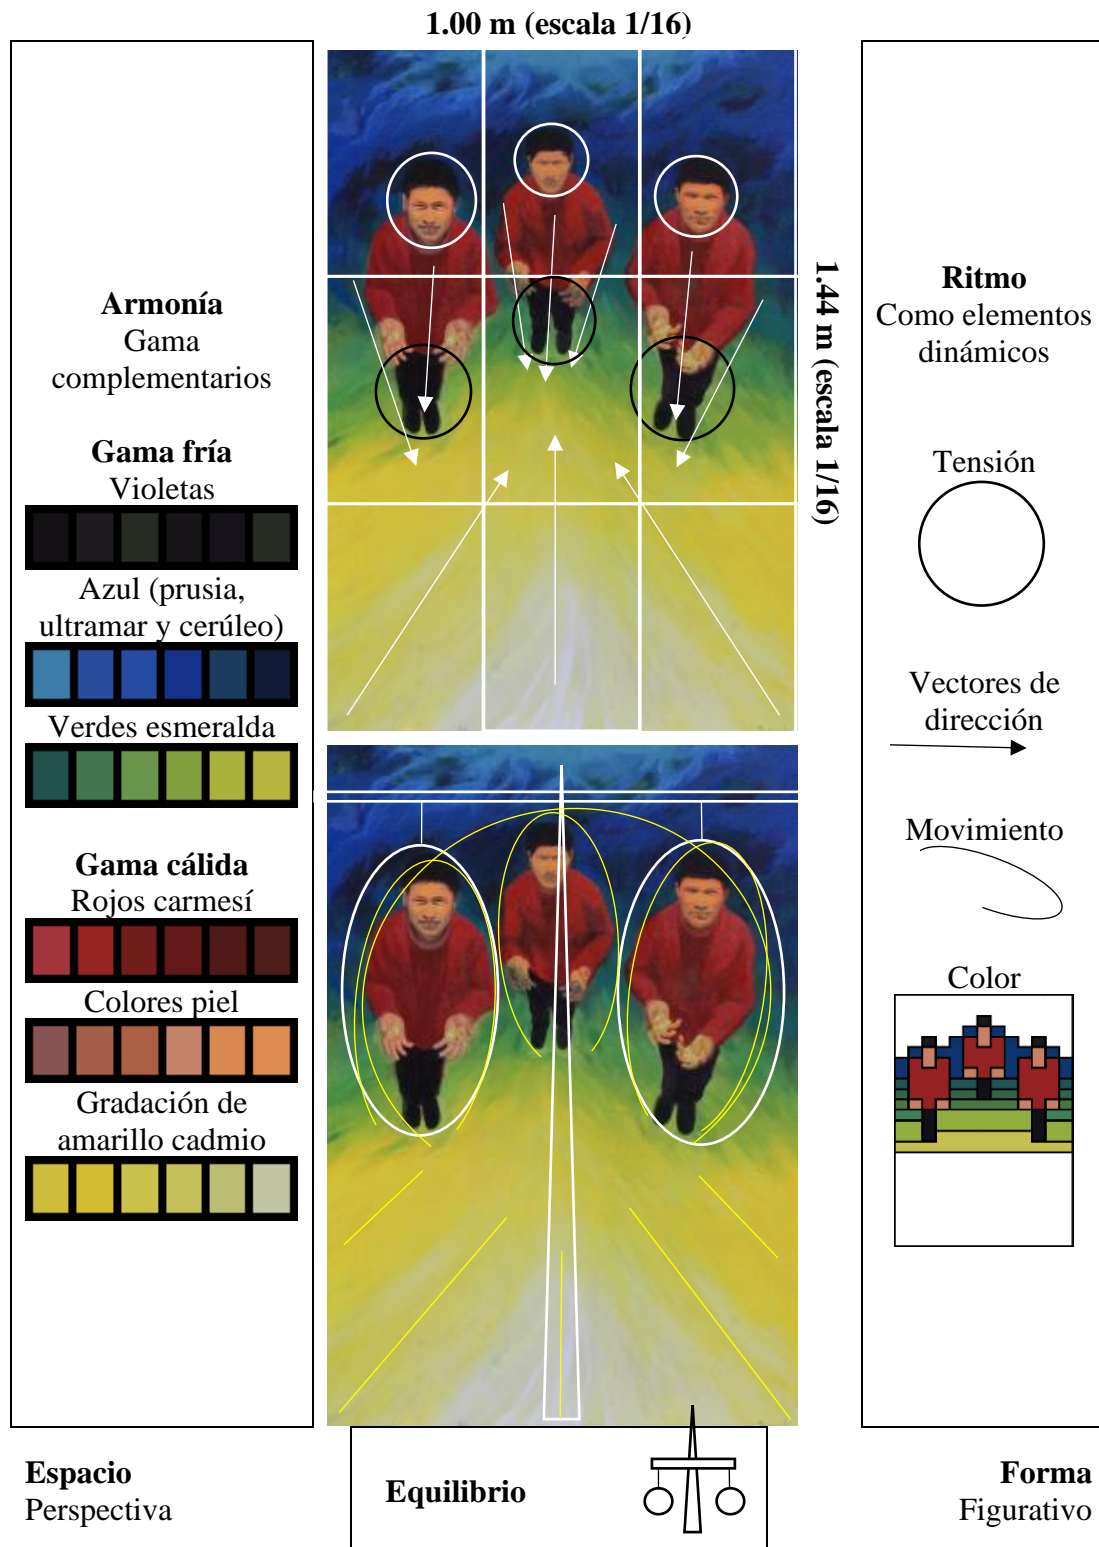 1.00 m (escala 1/16)
1.44 m (escala 1/16)
Armonía
Gama
complementarios
Gama fría
Violetas
Azul (prusia,
ultramar y cerúleo)
Verdes esmeralda
Gama cálida
Rojos carmesí
Colores piel
Gradación de
amarillo cadmio
Ritmo
Como elementos
dinámicos
Tensión
Vectores de
dirección
Movimiento
Color
Espacio
Perspectiva
Equilibrio
Forma
Figurativo